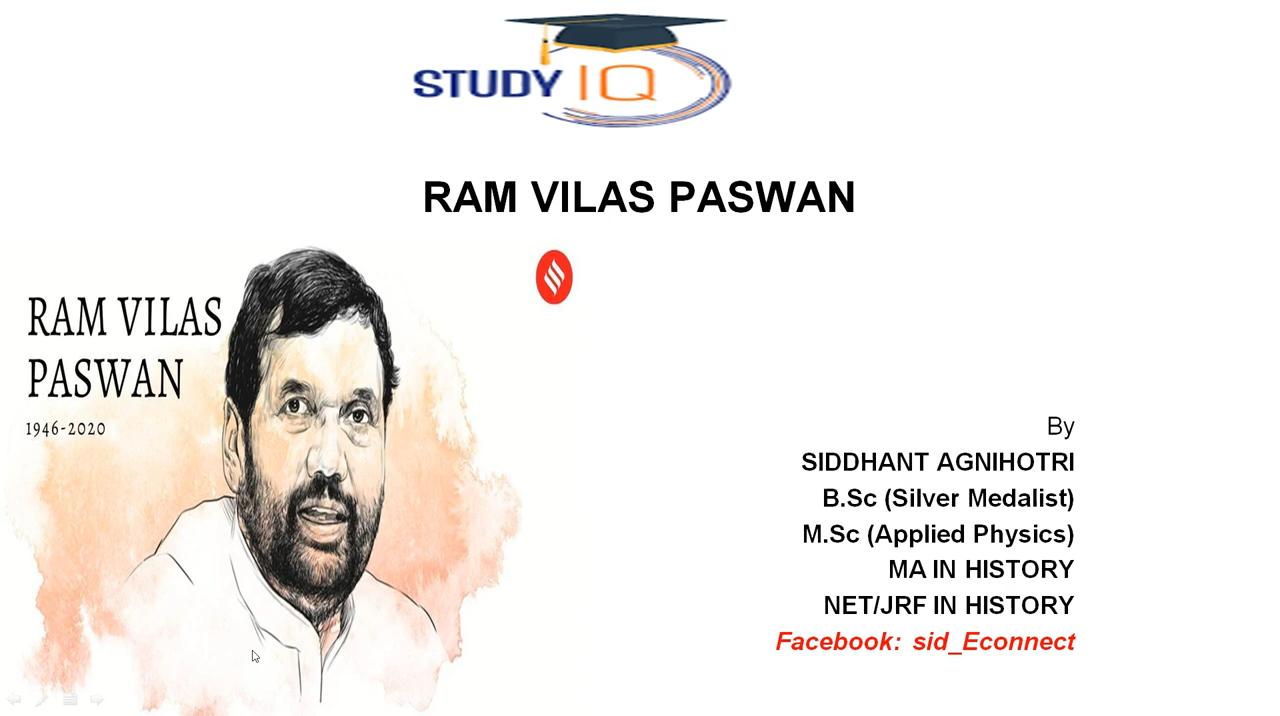 STUDY IQ
RAM VILAS PASWAN
RAM VILAS
PASWAN
1946-2020
By
SIDDHANT AGNIHOTRI
B.Sc (Silver Medalist)
M.Sc (Applied Physics)
MA IN HISTORY
NET/JRF IN HISTORY
Facebook: sid_Econnect